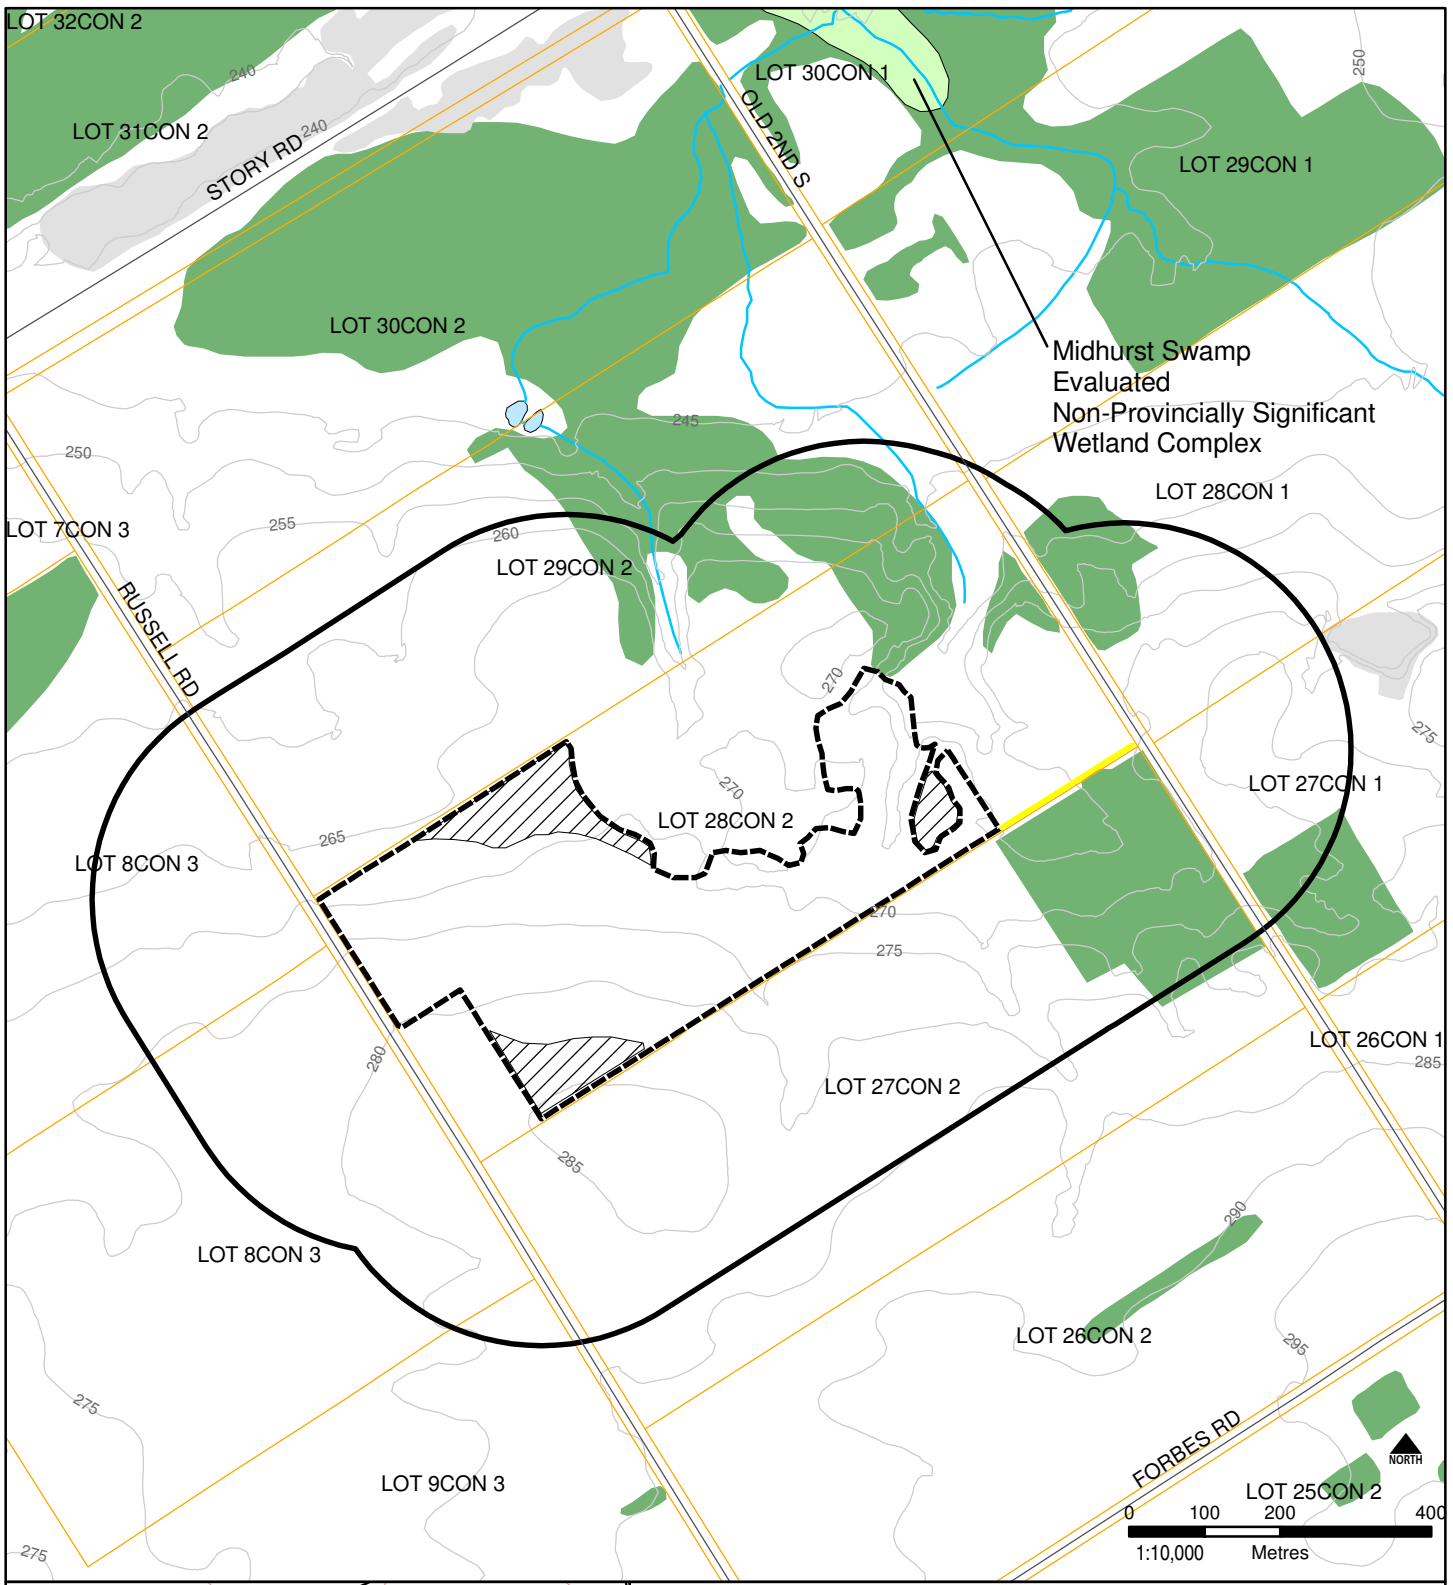 LOT 32CON 2
240
LOT 30CON 1
250
OLD 2ND S
LOT 31CON 2
240
STORY RD
LOT 29CON 1
LOT 30CON 2
Midhurst Swamp
Evaluated
Non-Provincially Significant
Wetland Complex
245
250
LOT 28CON 1
255
260
LOT 7CON 3
LOT 29CON 2
RUSSELL RD
270
275
270
LOT 27CON 1
LOT 28CON 2
265
LOT 8CON 3
270
275
280
LOT 26CON 1
285
LOT 27CON 2
285
290
LOT 8CON 3
LOT 26CON 2
295
275
FORBES RD
NORTH
LOT 9CON 3
LOT 25CON 2
0 100 200 400
275
1:10,000 Metres